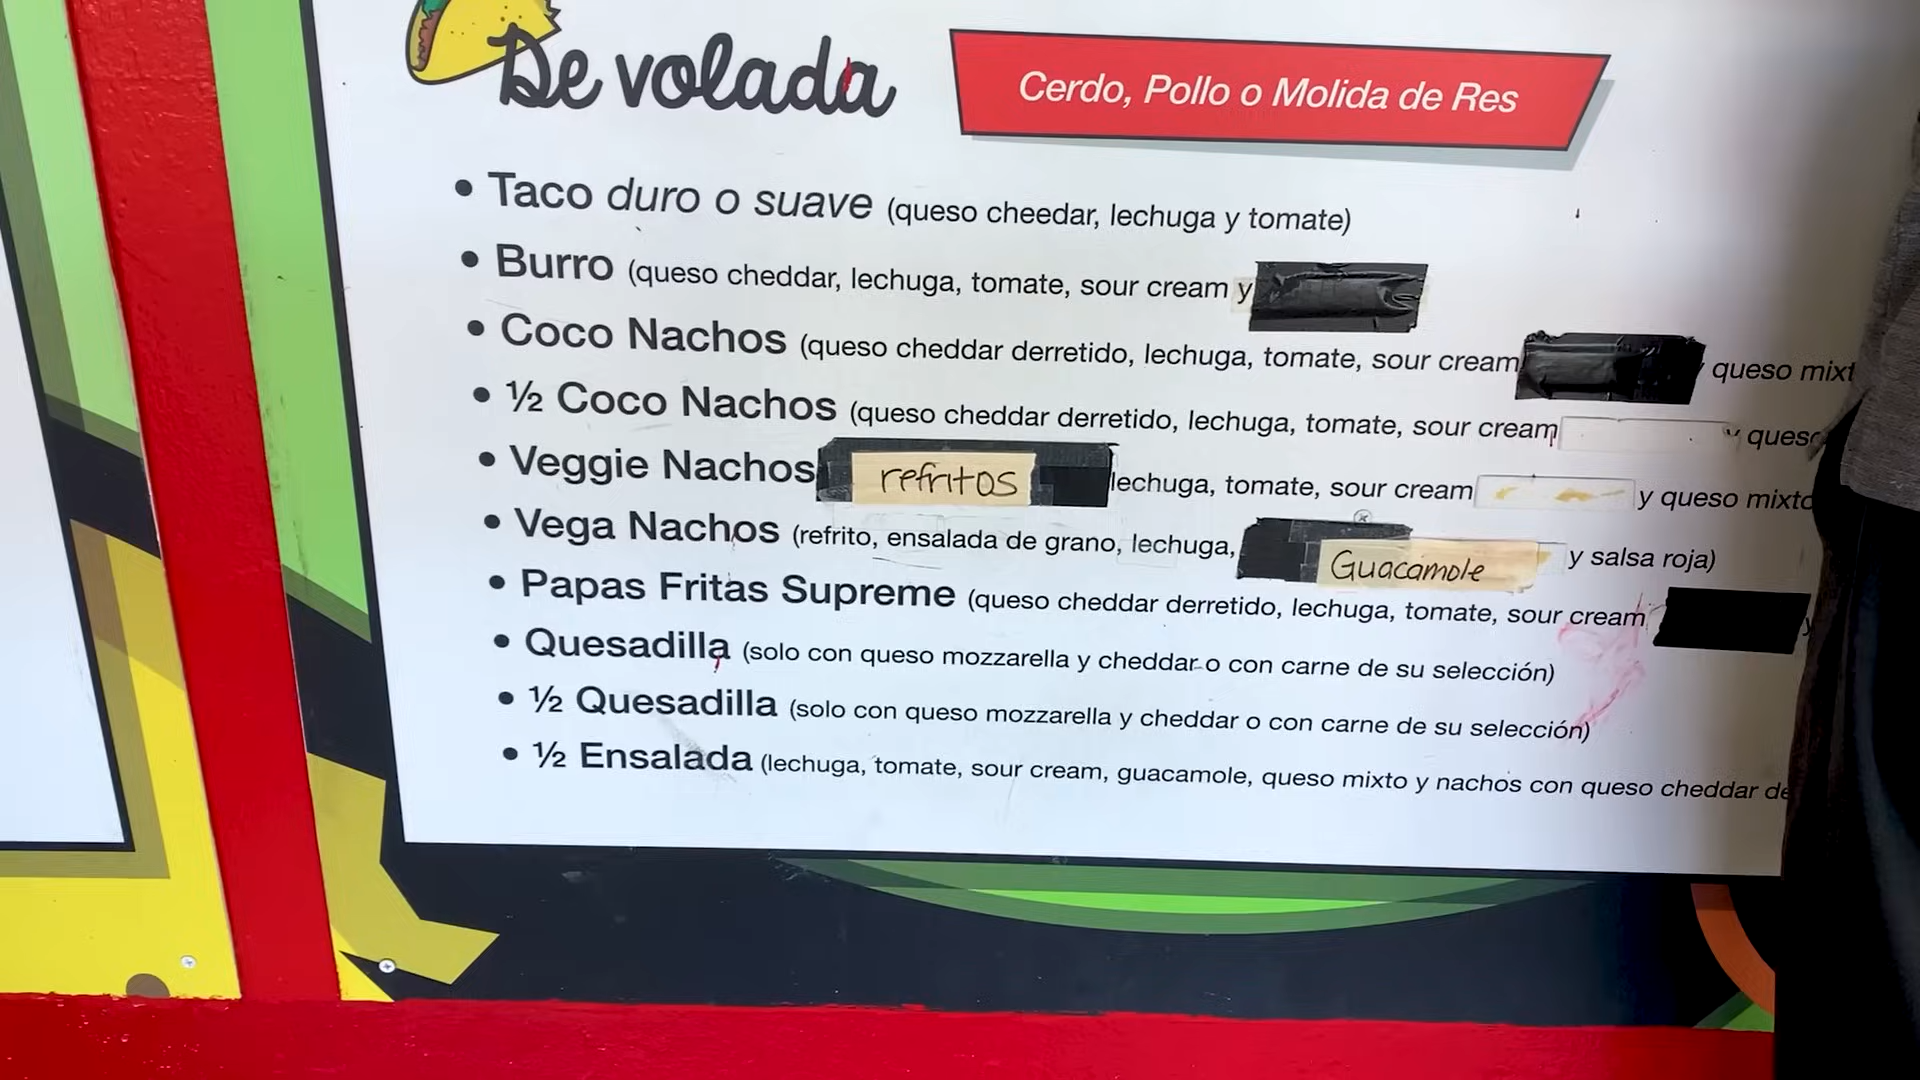 De volada
Cerdo, Pollo o Molida de Res
• Taco duro o suave (queso cheedar, lechuga y tomate)
• Burro (queso cheddar, lechuga, tomate, sour cream y
• Coco Nachos (queso cheddar derretido, lechuga, tomate, sour cream queso mixt
• ½ Coco Nachos (queso cheddar derretido, lechuga, tomate, sour cream y queso
• Veggie Nachos refritos lechuga, tomate, sour cream y queso mixto
• Vega Nachos (refrito, ensalada de grano, lechuga, Guacamole y salsa roja)
• Papas Fritas Supreme (queso cheddar derretido, lechuga, tomate, sour cream y
• Quesadilla (solo con queso mozzarella y cheddar o con carne de su selección)
• ½ Quesadilla (solo con queso mozzarella y cheddar o con carne de su selección)
• ½ Ensalada (lechuga, tomate, sour cream, guacamole, queso mixto y nachos con queso cheddar de